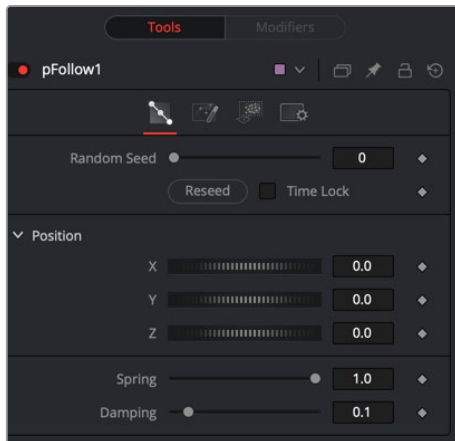 Tools Modifiers
pFollow1
Random Seed 0
Reseed Time Lock
Position
X 0.0
Y 0.0
Z 0.0
Spring 1.0
Damping 0.1